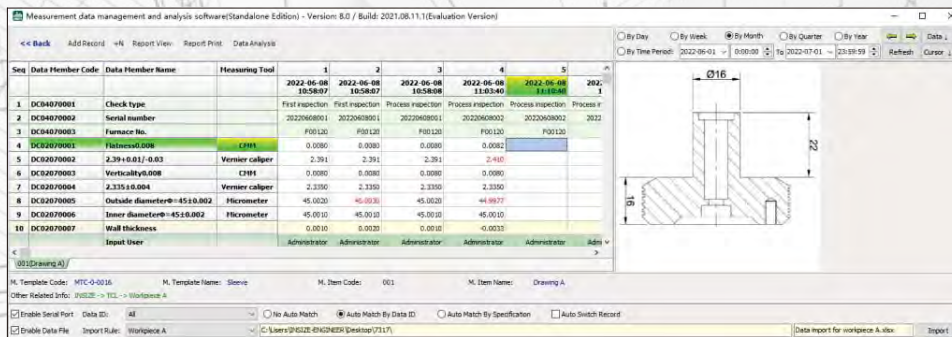 Measurement data management and analysis software(Standalone Edition) - Version: 8.0 / Build: 2021.08.11.1(Evaluation Version)
<< Back Add Record +N Report View Report Print Data Analysis
By Day By Week By Month By Quarter By Year Data ↓
By Time Period: 2022-06-01 0:00:00 To 2022-07-01 23:59:59 Refresh Cursor ↓
Seq Data Member Code Data Member Name Measuring Tool 1 2 3 4 5
2022-06-08 10:58:07 2022-06-08 10:58:07 2022-06-08 10:58:08 2022-06-08 11:03:40 2022-06-08 11:10:40
1 DC04070001 Check type First inspection First inspection Process inspection Process inspection Process inspection Process ir
2 DC04070002 Serial number 20220608001 20220608001 20220608001 20220608002 20220608002
3 DC04070003 Furnace No. F00120 F00120 F00120 F00120 F00120
4 DC02070001 Flatness0.008 CMM 0.0080 0.0080 0.0080 0.0082
5 DC02070002 2.39+0.01/-0.03 Vernier caliper 2.391 2.391 2.391 2.410
6 DC02070003 Verticality0.008 CMM 0.0080 0.0080 0.0080 0.0080
7 DC02070004 2.335±0.004 Vernier caliper 2.3350 2.3350 2.3350 2.3350
8 DC02070005 Outside diameterΦ=45±0.002 Micrometer 45.0020 45.0030 45.0020 44.9977
9 DC02070006 Inner diameterΦ=45±0.002 Micrometer 45.0010 45.0010 45.0010 45.0010
10 DC02070007 Wall thickness 0.0010 0.0020 0.0010 -0.0033
Input User Administrator Administrator Administrator Administrator Administrator
Ø16
22
16
001(Drawing A)
M. Template Code: MTC-0-0016 M. Template Name: Sleeve M. Item Code: 001 M. Item Name: Drawing A
Other Related Info: INSIZE -> TCL -> Workpiece A
Enable Serial Port Data ID: All No Auto Match Auto Match By Data ID Auto Match By Specification Auto Switch Record
Enable Data File Import Rule: Workpiece A C:\Users\INSIZE-ENGINEER\Desktop\7317\ Data import for workpiece A.xlsx Import